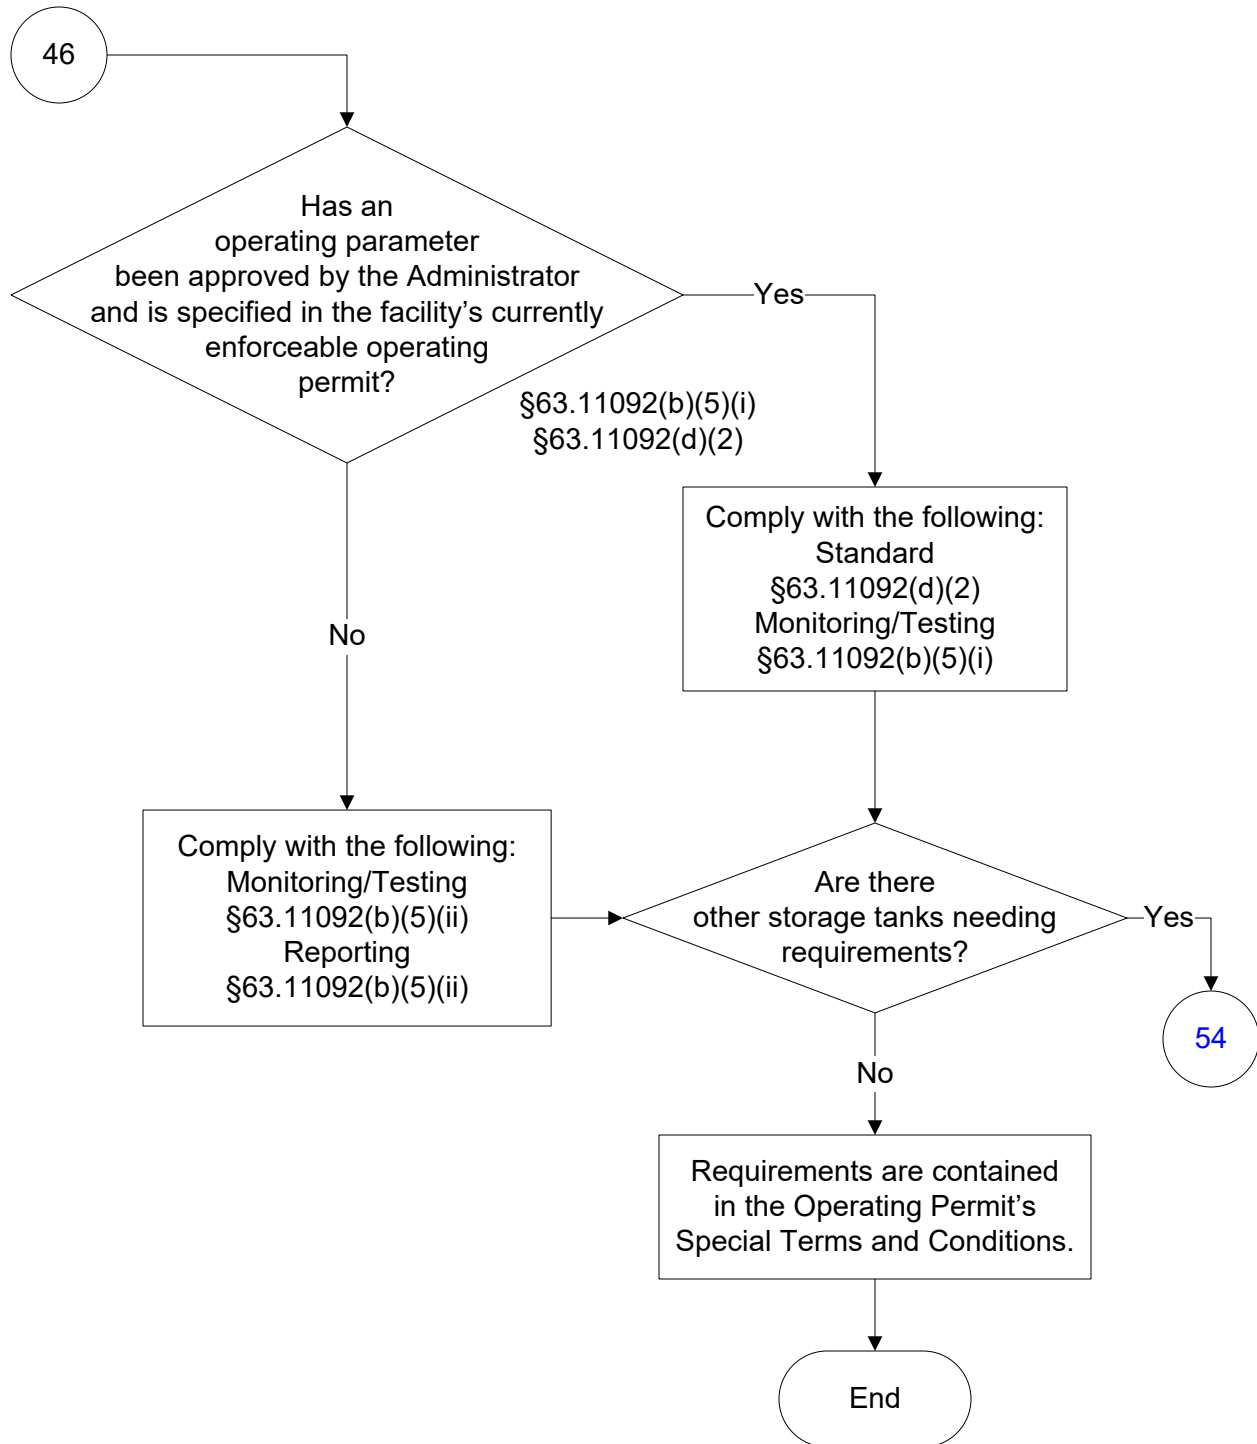 46
Has an
operating parameter
been approved by the Administrator
and is specified in the facility’s currently
enforceable operating
permit?
Yes
§63.11092(b)(5)(i)
§63.11092(d)(2)
Comply with the following:
Standard
§63.11092(d)(2)
Monitoring/Testing
§63.11092(b)(5)(i)
No
Comply with the following:
Monitoring/Testing
§63.11092(b)(5)(ii)
Reporting
§63.11092(b)(5)(ii)
Are there
other storage tanks needing
requirements?
Yes
54
No
Requirements are contained
in the Operating Permit’s
Special Terms and Conditions.
End